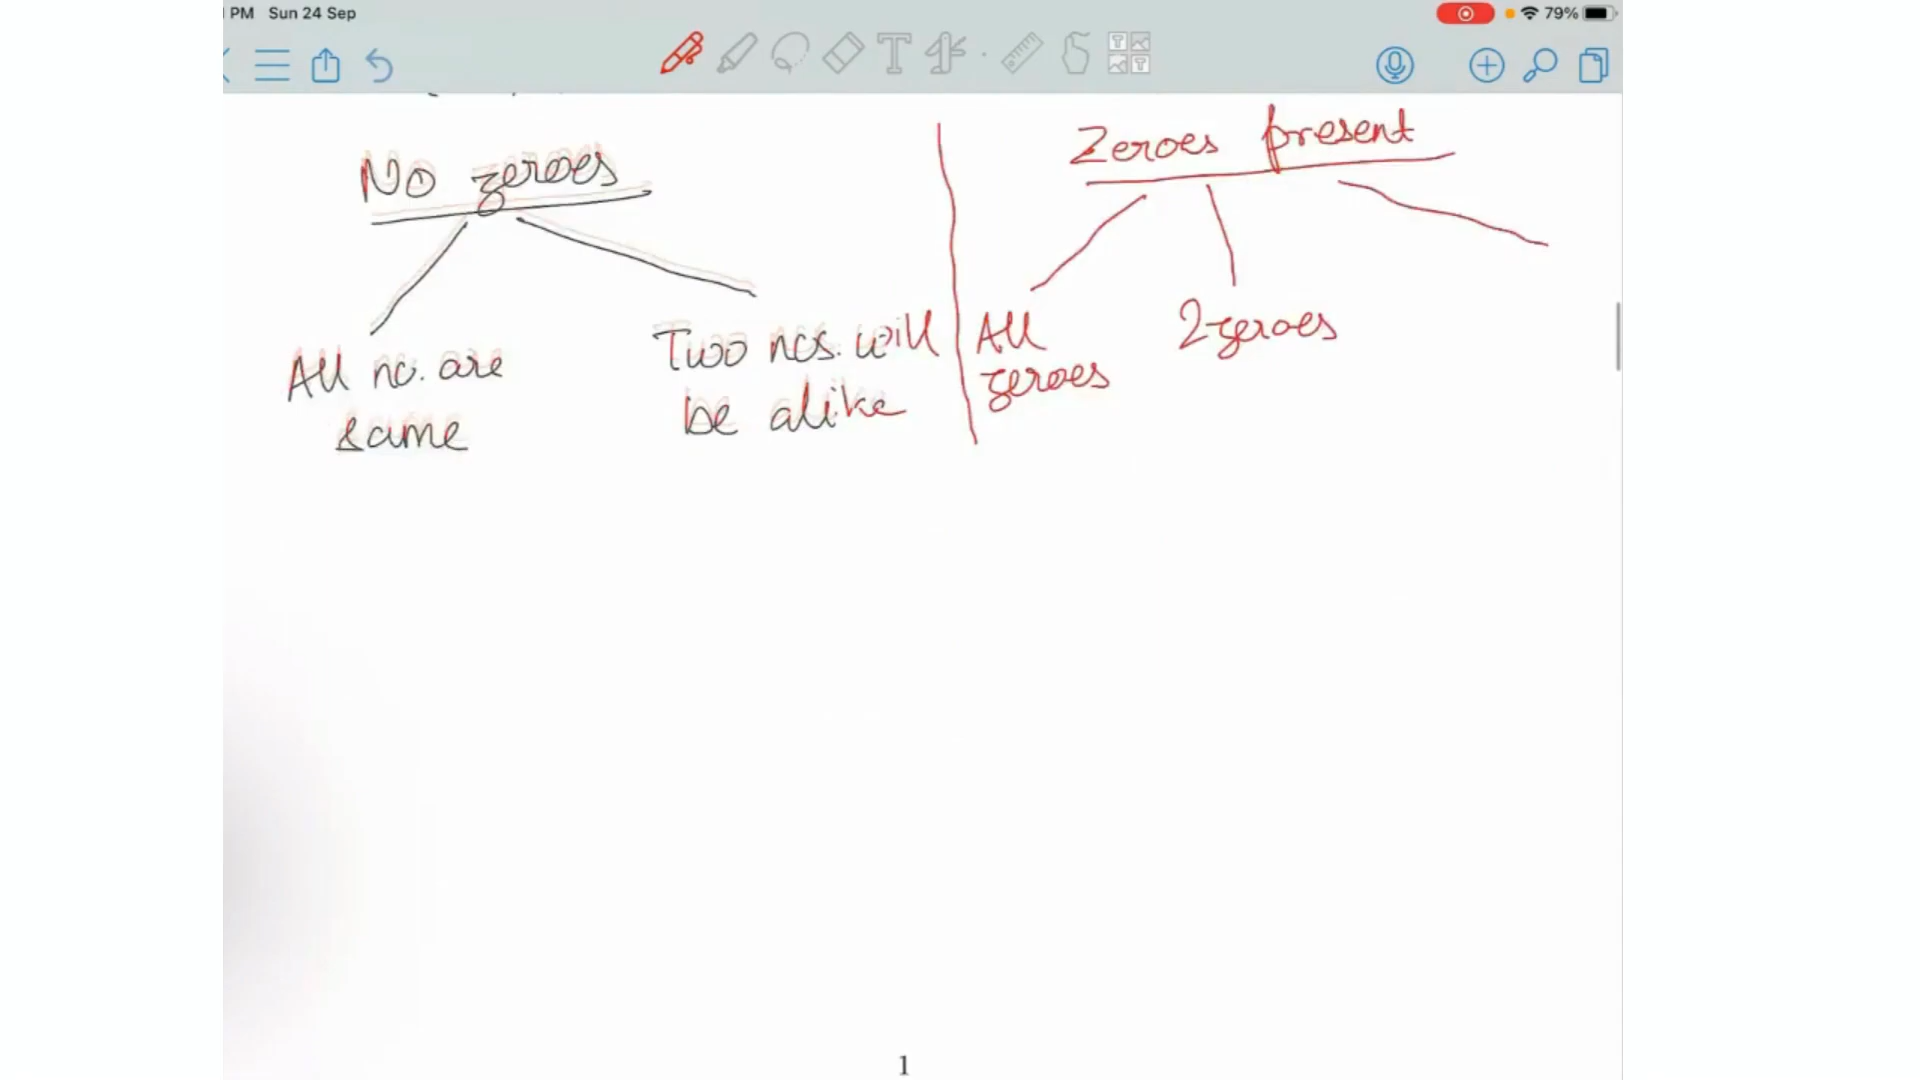 PM Sun 24 Sep
79%
No zeroes
All no. are
same
Two nos. will
be alike
Zeroes present
All
zeroes
2 zeroes
1